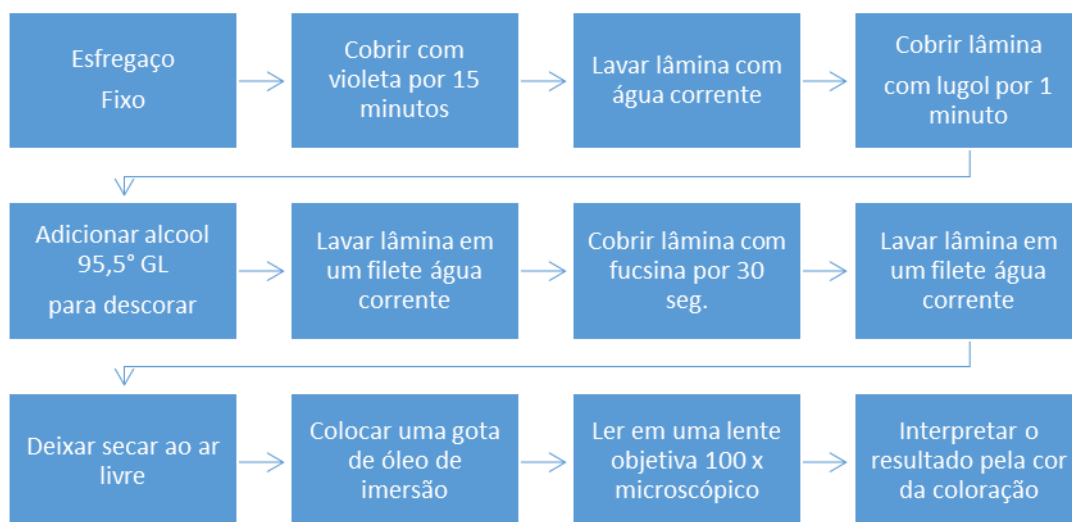 Esfregaço
Fixo
Cobrir com
violeta por 15
minutos
Lavar lâmina com
água corrente
Cobrir lâmina
com lugol por 1
minuto
Adicionar alcool
95,5° GL
para descorar
Lavar lâmina em
um filete água
corrente
Cobrir lâmina com
fucsina por 30
seg.
Lavar lâmina em
um filete água
corrente
Deixar secar ao ar
livre
Colocar uma gota
de óleo de
imersão
Ler em uma lente
objetiva 100 x
microscópico
Interpretar o
resultado pela cor
da coloração